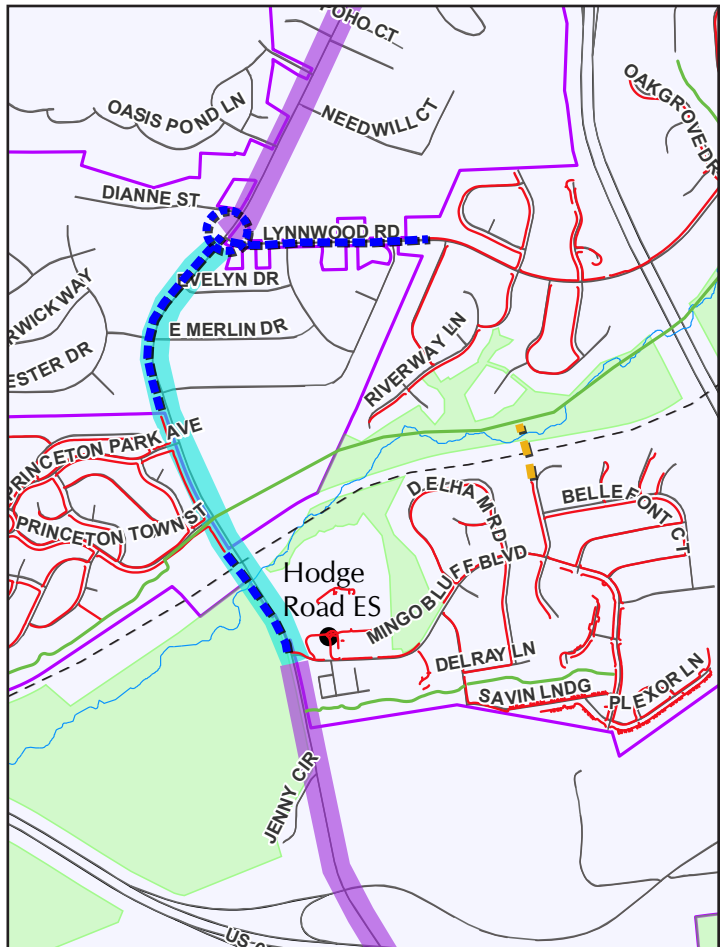 OHO CT
OASIS POND LN
NEEDWILL CT
OAKGROVE DR
DIANNE ST
LYNNWOOD RD
EVELYN DR
RWICK WAY
E MERLIN DR
ESTER DR
RIVERWAY LN
PRINCETON PARK AVE
PRINCETON TOWN ST
DELHAM RD
BELLE FONT CT
Hodge
Road ES
MINGO BLUFF BLVD
DELRAY LN
SAVIN LNDG
PLEXOR LN
JENNY CIR